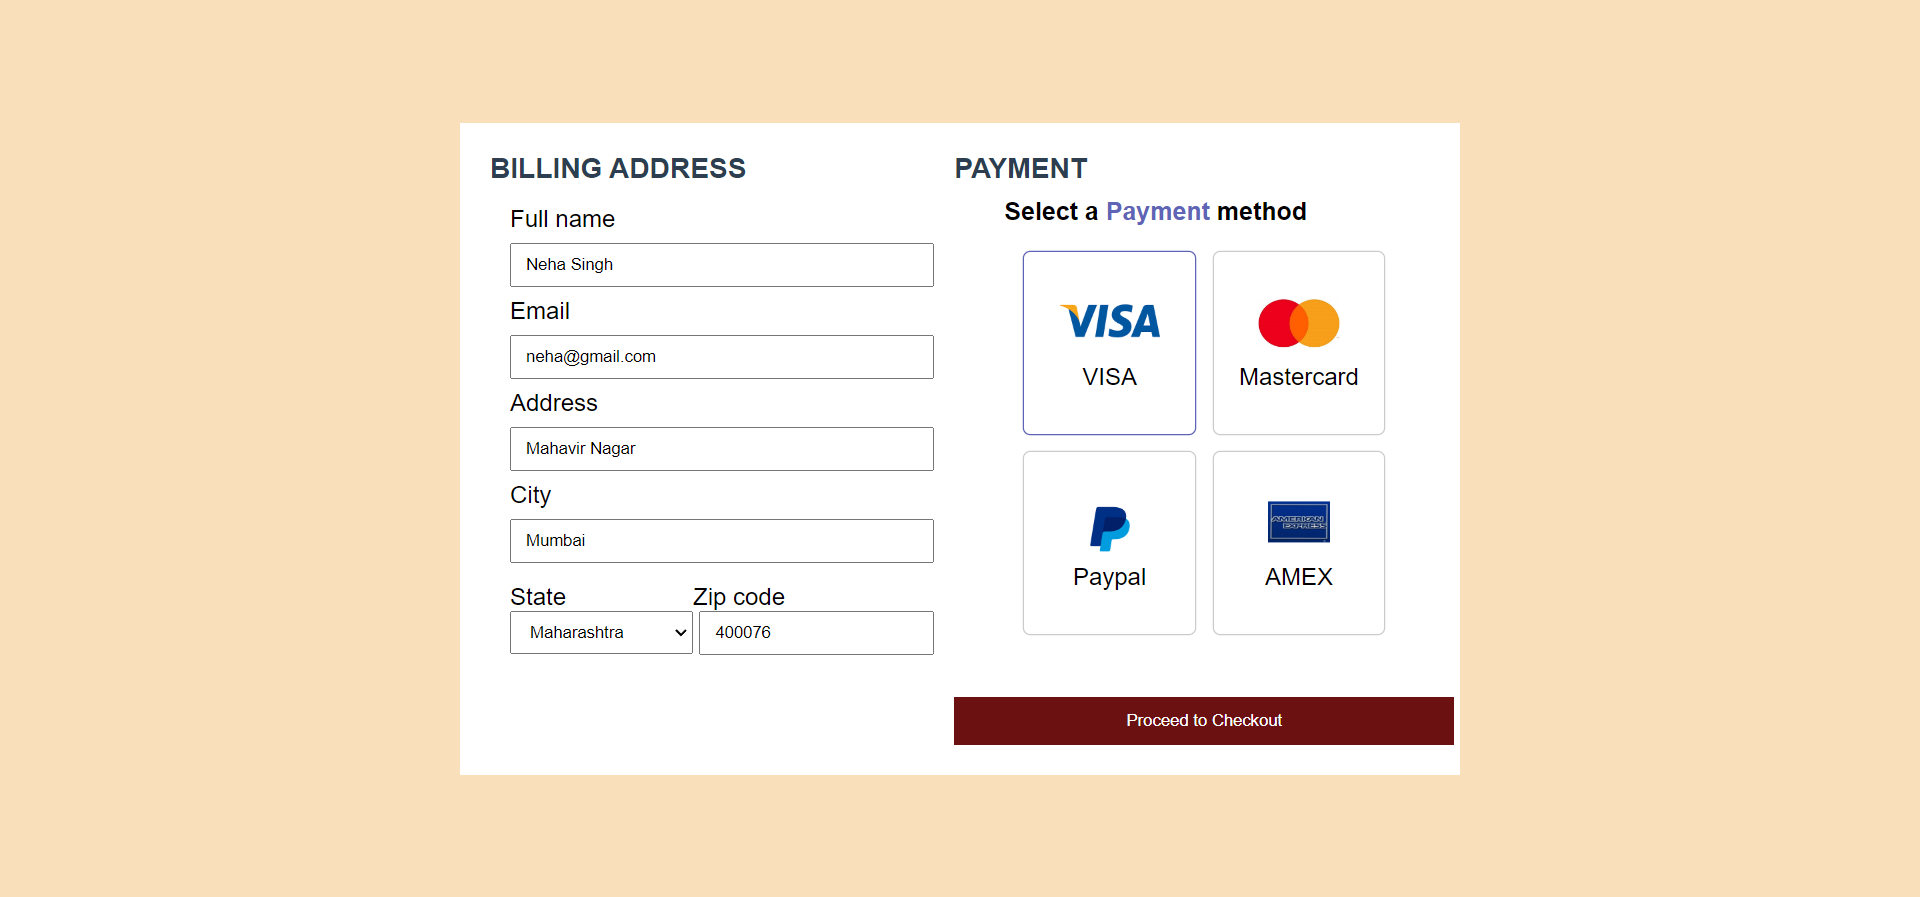 BILLING ADDRESS
Full name
Neha Singh
Email
neha@gmail.com
Address
Mahavir Nagar
City
Mumbai
State Zip code
Maharashtra 400076
PAYMENT
Select a Payment method
VISA
VISA
Mastercard
Paypal
AMERICAN EXPRESS
AMEX
Proceed to Checkout